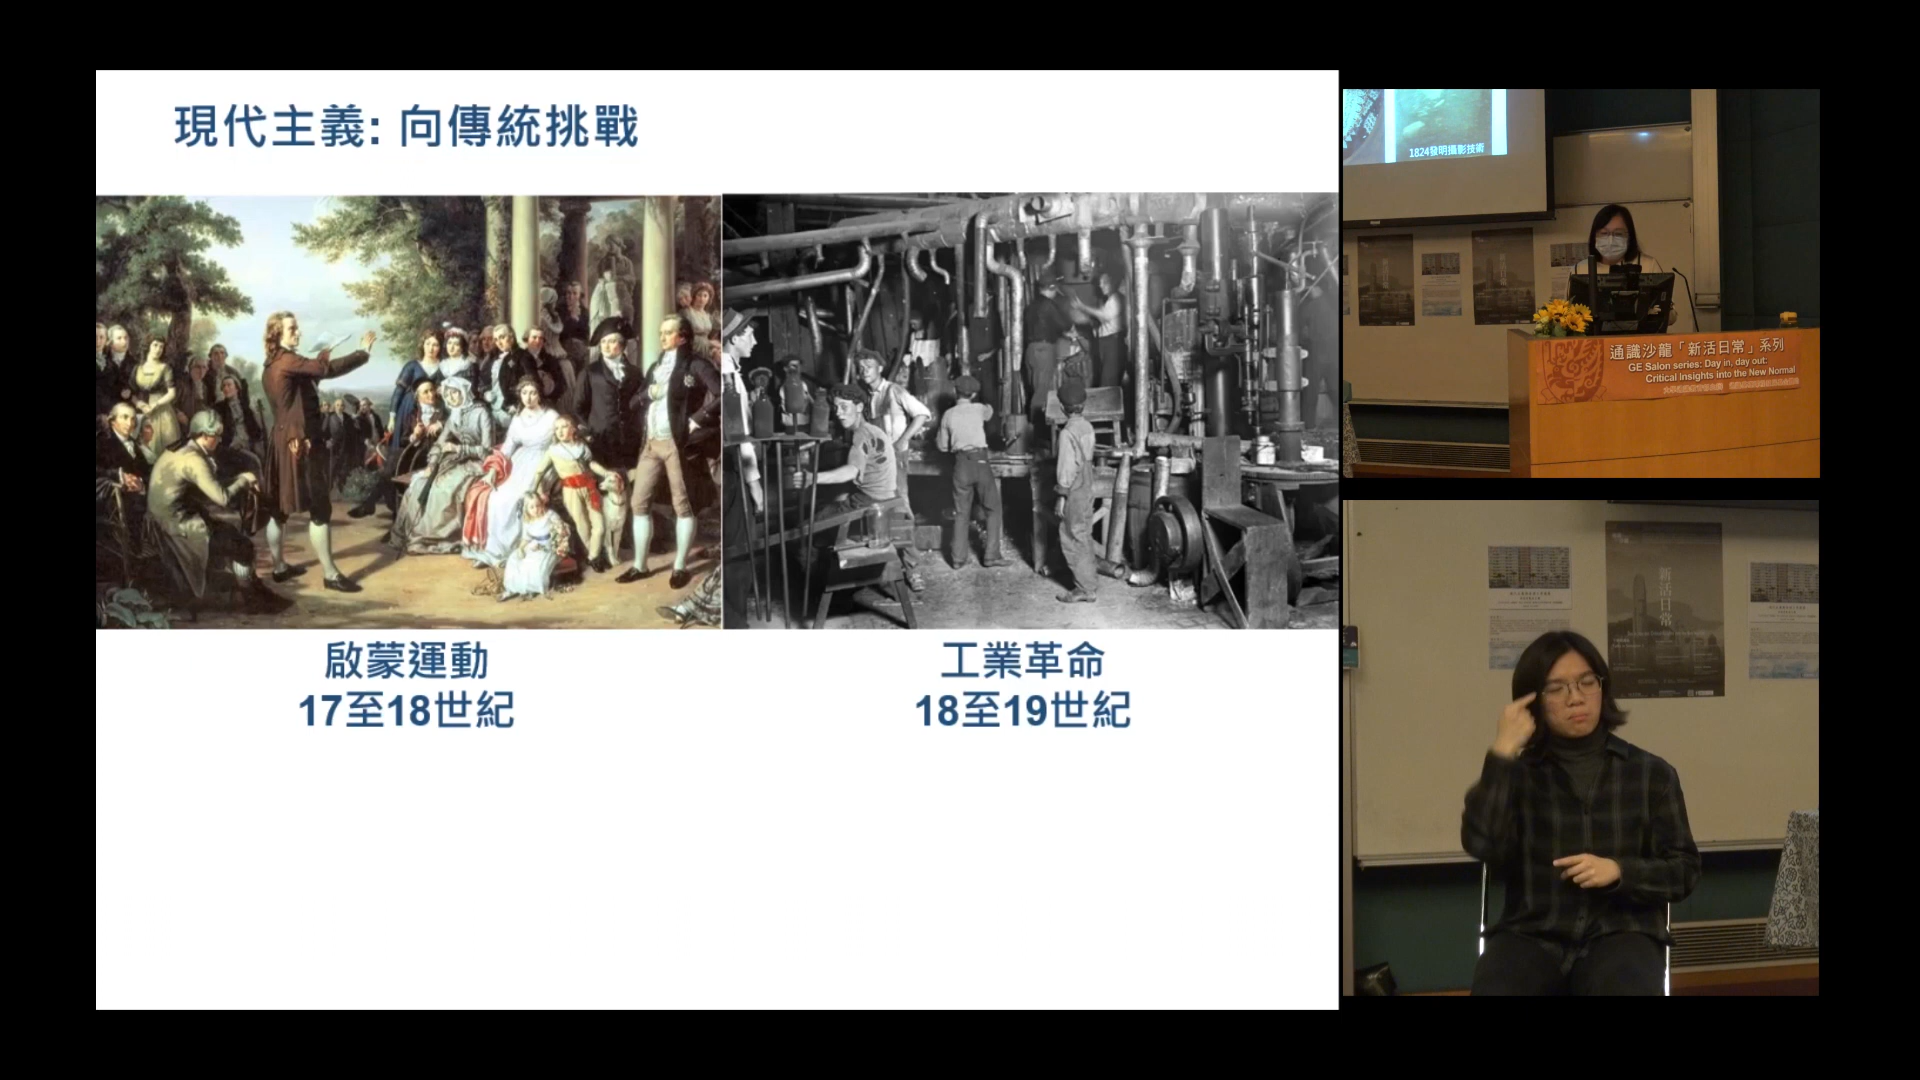 現代主義: 向傳統挑戰
啟蒙運動
17至18世紀
工業革命
18至19世紀
1824發明攝影技術
通識沙龍「新活日常」系列
GE Salon series: Day in, day out:
Critical Insights into the New Normal
新活日常